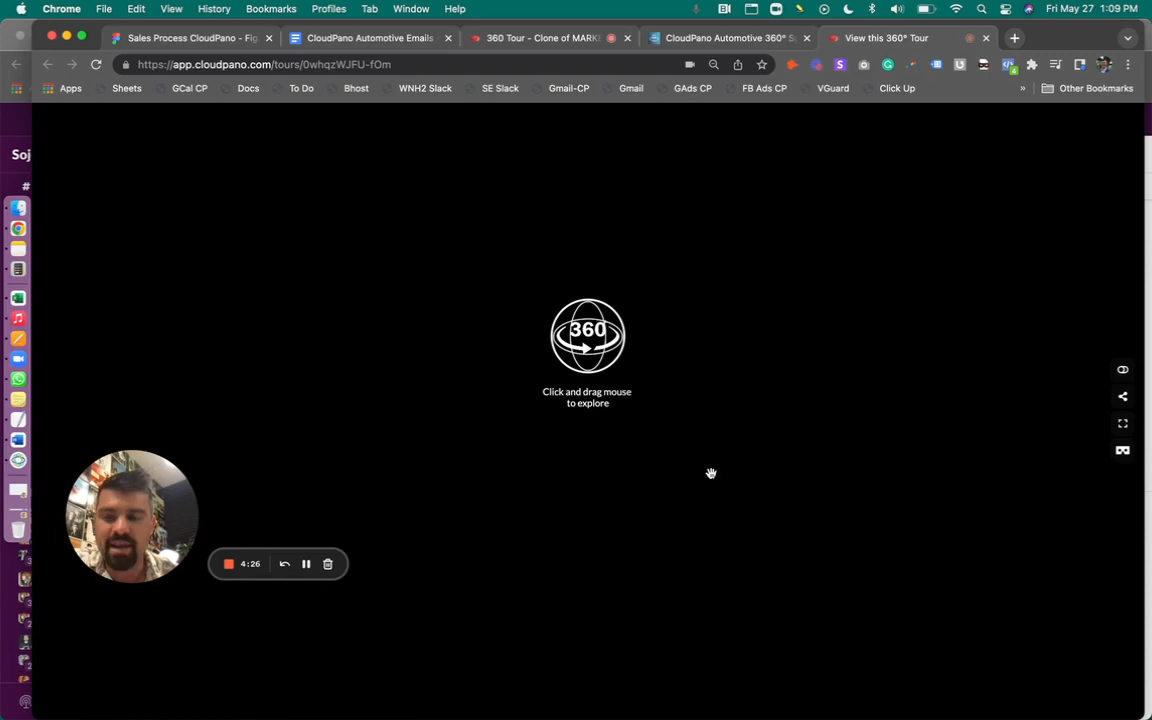 Chrome File Edit View History Bookmarks Profiles Tab Window Help Fri May 27 1:09 PM
Sales Process CloudPano - Fig
CloudPano Automotive Emails
360 Tour - Clone of MARK
CloudPano Automotive 360° S
View this 360° Tour
https://app.cloudpano.com/tours/0whqzWJFU-fOm
Apps Sheets GCal CP Docs To Do Bhost WNH2 Slack SE Slack Gmail-CP Gmail GAds CP FB Ads CP VGuard Click Up » Other Bookmarks
Soj
#
360
Click and drag mouse
to explore
4:26